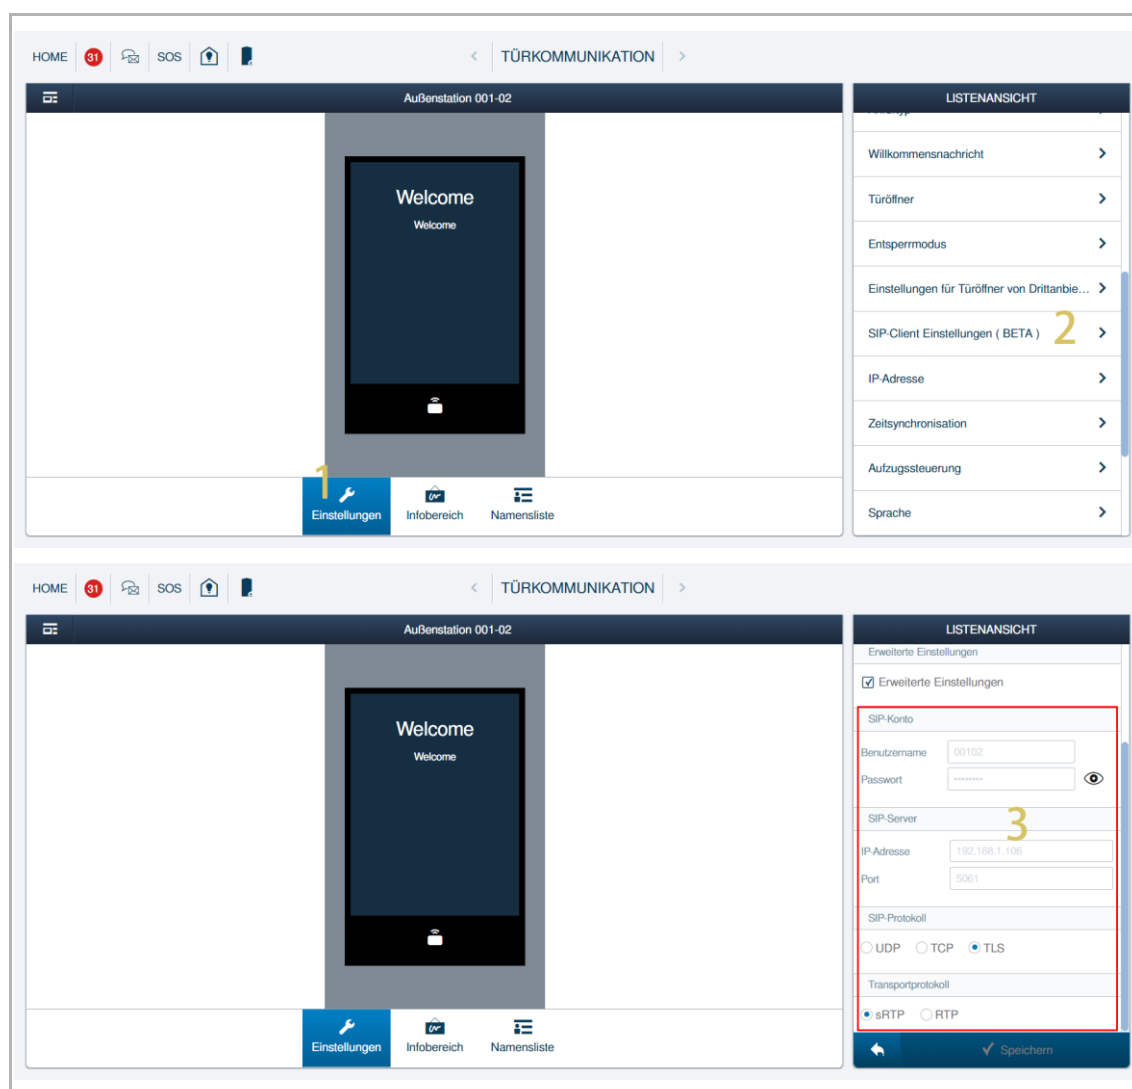 HOME 31 SOS < TÜRKOMMUNIKATION >
Außenstation 001-02
LISTENANSICHT
Welcome
Welcome
Willkommensnachricht
Türöffner
Entsperrmodus
Einstellungen für Türöffner von Drittanbie...
SIP-Client Einstellungen ( BETA ) 2
IP-Adresse
Zeitsynchronisation
Aufzugssteuerung
Sprache
1
Einstellungen Infobereich Namensliste
HOME 31 SOS < TÜRKOMMUNIKATION >
Außenstation 001-02
LISTENANSICHT
Welcome
Welcome
Erweiterte Einstellungen
Erweiterte Einstellungen
SIP-Konto
Benutzername 00102
Passwort ••••••••
SIP-Server
3
IP-Adresse 192.168.1.106
Port 5061
SIP-Protokoll
UDP TCP TLS
Transportprotokoll
sRTP RTP
Speichern
Einstellungen Infobereich Namensliste